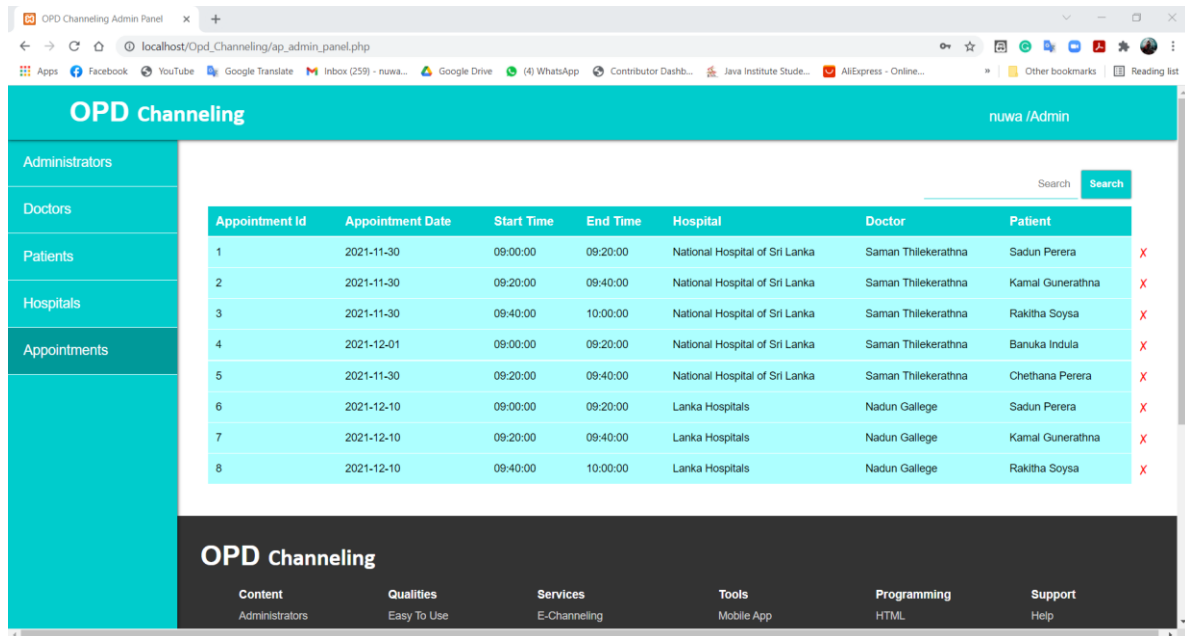 OPD Channeling Admin Panel
localhost/Opd_Channeling/ap_admin_panel.php
Apps Facebook YouTube Google Translate Inbox (259) - nuwa... Google Drive (4) WhatsApp Contributor Dashb... Java Institute Stude... AliExpress - Online... » Other bookmarks Reading list
OPD Channeling nuwa /Admin
Administrators
Doctors
Patients
Hospitals
Appointments
Search Search
Appointment Id Appointment Date Start Time End Time Hospital Doctor Patient
1 2021-11-30 09:00:00 09:20:00 National Hospital of Sri Lanka Saman Thilekerathna Sadun Perera X
2 2021-11-30 09:20:00 09:40:00 National Hospital of Sri Lanka Saman Thilekerathna Kamal Gunerathna X
3 2021-11-30 09:40:00 10:00:00 National Hospital of Sri Lanka Saman Thilekerathna Rakitha Soysa X
4 2021-12-01 09:00:00 09:20:00 National Hospital of Sri Lanka Saman Thilekerathna Banuka Indula X
5 2021-11-30 09:20:00 09:40:00 National Hospital of Sri Lanka Saman Thilekerathna Chethana Perera X
6 2021-12-10 09:00:00 09:20:00 Lanka Hospitals Nadun Gallege Sadun Perera X
7 2021-12-10 09:20:00 09:40:00 Lanka Hospitals Nadun Gallege Kamal Gunerathna X
8 2021-12-10 09:40:00 10:00:00 Lanka Hospitals Nadun Gallege Rakitha Soysa X
OPD Channeling
Content Qualities Services Tools Programming Support
Administrators Easy To Use E-Channeling Mobile App HTML Help